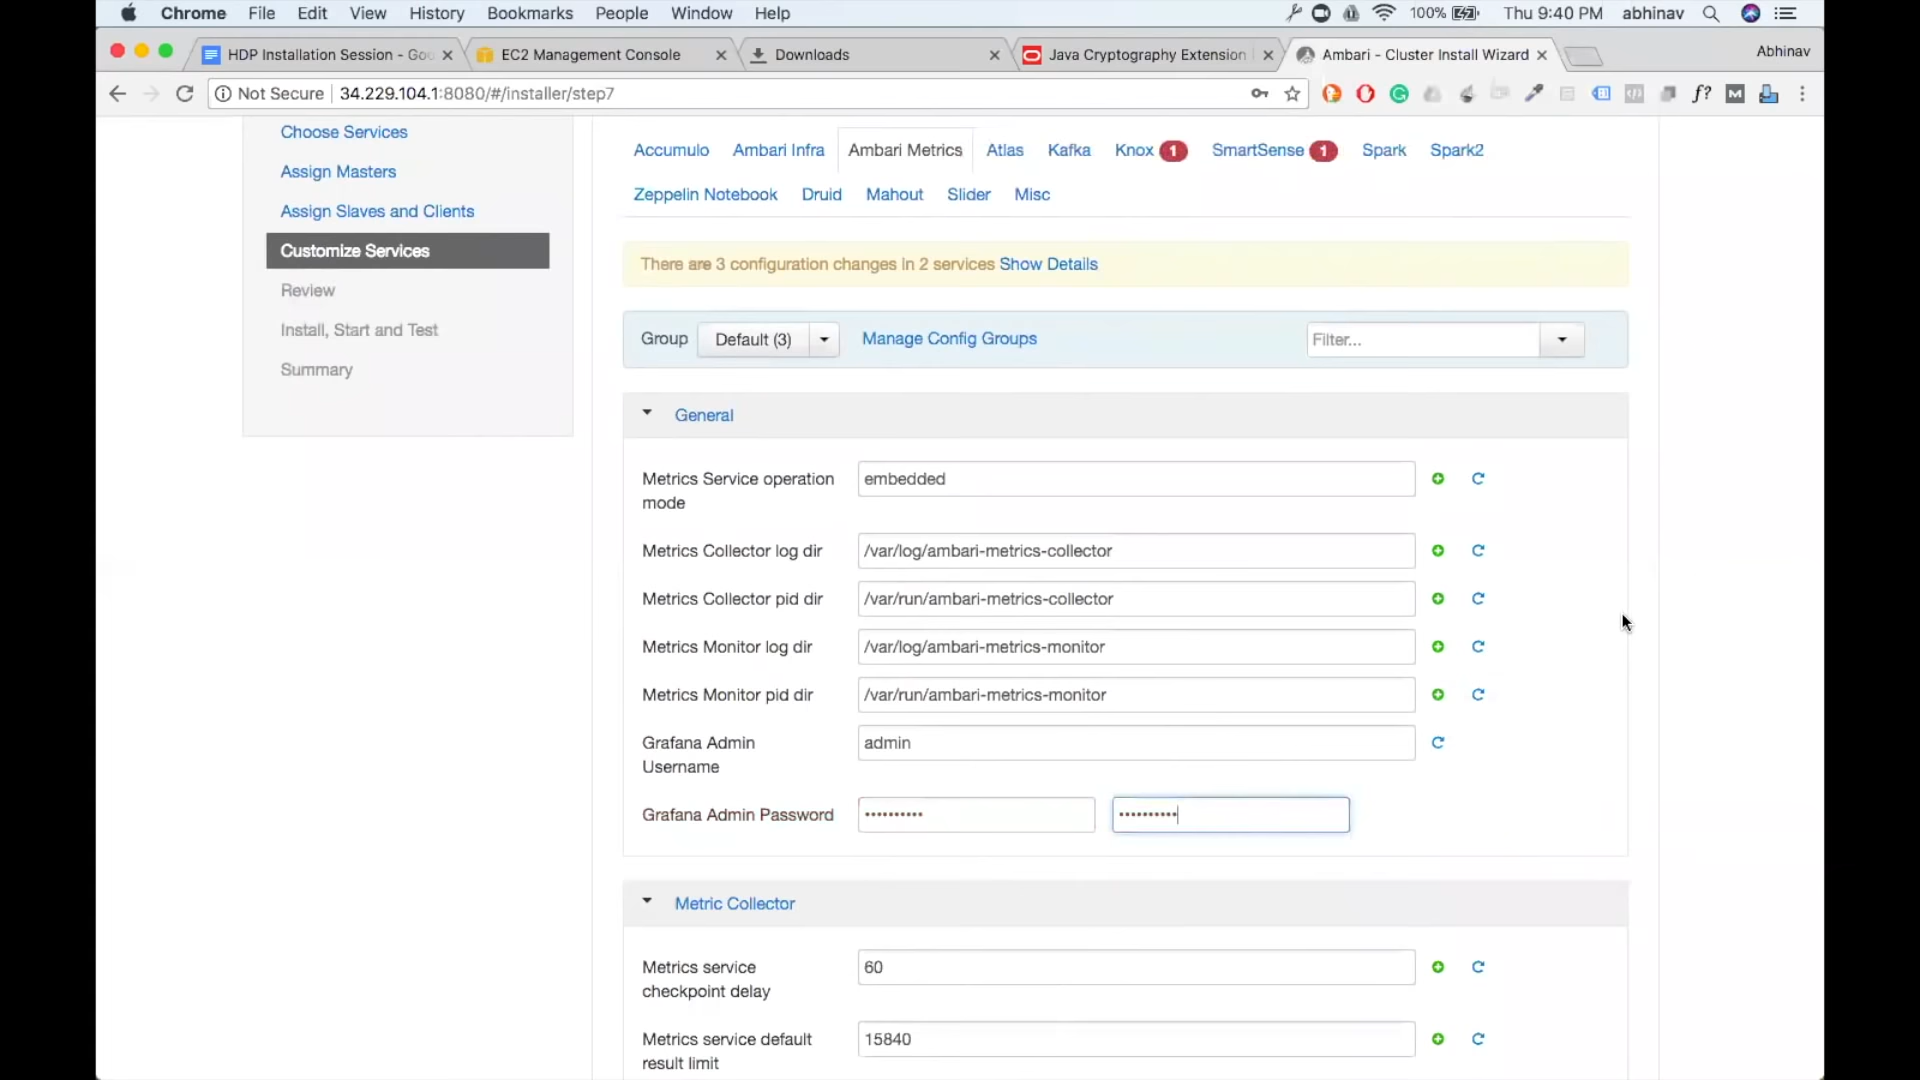 Chrome File Edit View History Bookmarks People Window Help 100% Thu 9:40 PM abhinav
HDP Installation Session - Goo EC2 Management Console Downloads Java Cryptography Extension Ambari - Cluster Install Wizard Abhinav
Not Secure 34.229.104.1:8080/#/installer/step7 f? M
Choose Services
Assign Masters
Assign Slaves and Clients
Customize Services
Review
Install, Start and Test
Summary
Accumulo Ambari Infra Ambari Metrics Atlas Kafka Knox 1 SmartSense 1 Spark Spark2
Zeppelin Notebook Druid Mahout Slider Misc
There are 3 configuration changes in 2 services Show Details
Group Default (3) Manage Config Groups Filter...
General
Metrics Service operation mode embedded
Metrics Collector log dir /var/log/ambari-metrics-collector
Metrics Collector pid dir /var/run/ambari-metrics-collector
Metrics Monitor log dir /var/log/ambari-metrics-monitor
Metrics Monitor pid dir /var/run/ambari-metrics-monitor
Grafana Admin Username admin
Grafana Admin Password •••••••••• ••••••••••
Metric Collector
Metrics service checkpoint delay 60
Metrics service default result limit 15840